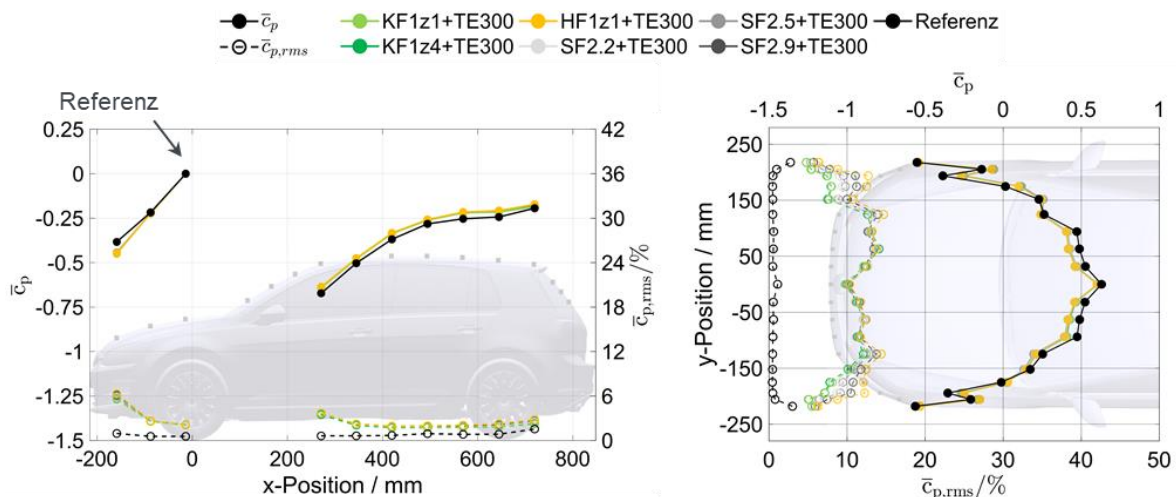 c̄p KF1z1+TE300 HF1z1+TE300 SF2.5+TE300 Referenz
c̄p,rms KF1z4+TE300 SF2.2+TE300 SF2.9+TE300
Referenz
0.25
0
-0.25
-0.5
-0.75
-1
-1.25
-1.5
c̄p
42
36
30
24
18
12
6
0
c̄p,rms/%
-200 0 200 400 600 800
x-Position / mm
c̄p
-1.5 -1 -0.5 0 0.5 1
250
150
50
-50
-150
-250
y-Position / mm
0 10 20 30 40 50
c̄p,rms/%